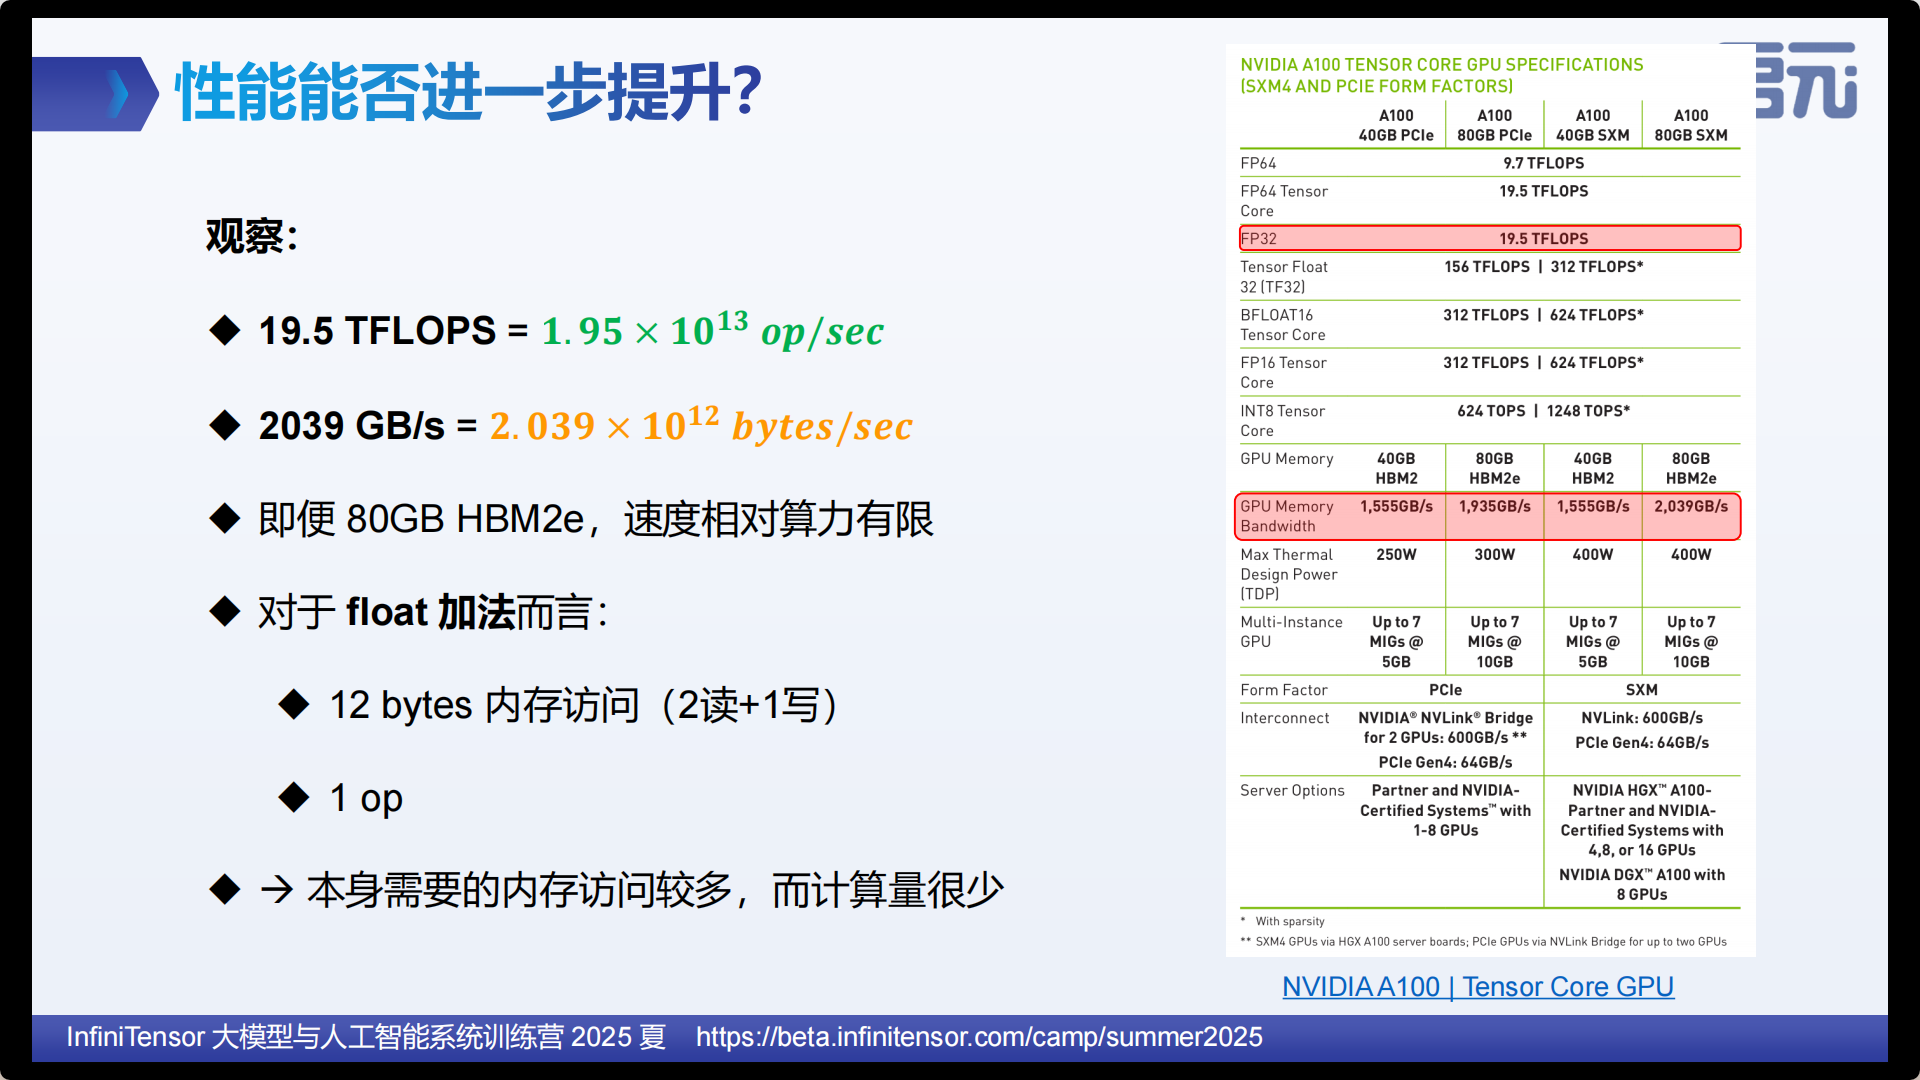 性能能否进一步提升?
观察：
◆ 19.5 TFLOPS = 1.95 × 10¹³ op/sec
◆ 2039 GB/s = 2.039 × 10¹² bytes/sec
◆ 即便 80GB HBM2e，速度相对算力有限
◆ 对于 float 加法而言：
◆ 12 bytes 内存访问（2读+1写）
◆ 1 op
◆ → 本身需要的内存访问较多，而计算量很少
NVIDIA A100 TENSOR CORE GPU SPECIFICATIONS
(SXM4 AND PCIE FORM FACTORS)
A100 40GB PCIe | A100 80GB PCIe | A100 40GB SXM | A100 80GB SXM
FP64 9.7 TFLOPS
FP64 Tensor Core 19.5 TFLOPS
FP32 19.5 TFLOPS
Tensor Float 32 (TF32) 156 TFLOPS | 312 TFLOPS*
BFLOAT16 Tensor Core 312 TFLOPS | 624 TFLOPS*
FP16 Tensor Core 312 TFLOPS | 624 TFLOPS*
INT8 Tensor Core 624 TOPS | 1248 TOPS*
GPU Memory 40GB HBM2 80GB HBM2e 40GB HBM2 80GB HBM2e
GPU Memory Bandwidth 1,555GB/s 1,935GB/s 1,555GB/s 2,039GB/s
Max Thermal Design Power (TDP) 250W 300W 400W 400W
Multi-Instance GPU Up to 7 MIGs @ 5GB Up to 7 MIGs @ 10GB Up to 7 MIGs @ 5GB Up to 7 MIGs @ 10GB
Form Factor PCIe SXM
Interconnect NVIDIA® NVLink® Bridge for 2 GPUs: 600GB/s ** PCIe Gen4: 64GB/s NVLink: 600GB/s PCIe Gen4: 64GB/s
Server Options Partner and NVIDIA-Certified Systems™ with 1-8 GPUs NVIDIA HGX™ A100-Partner and NVIDIA-Certified Systems with 4,8, or 16 GPUs NVIDIA DGX™ A100 with 8 GPUs
* With sparsity
** SXM4 GPUs via HGX A100 server boards; PCIe GPUs via NVLink Bridge for up to two GPUs
NVIDIA A100 | Tensor Core GPU
InfiniTensor 大模型与人工智能系统训练营 2025 夏 https://beta.infinitensor.com/camp/summer2025